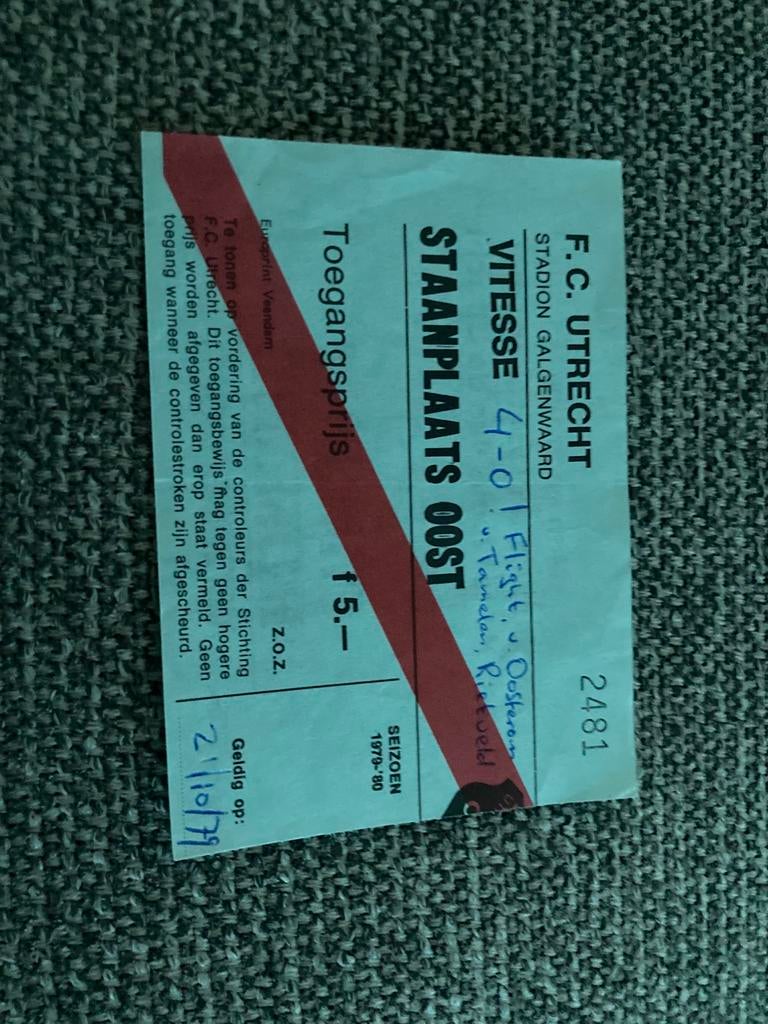 F.C. UTRECHT
2481
STADION GALGENWAARD
VITESSE 4-0! Flight, v. Oosterom
v. Tamelen, Rietveld
STAANPLAATS OOST
Toegangsprijs f 5.—
SEIZOEN
1979-'80
Europrint Veendam
z.o.z.
Te tonen op vordering van de controleurs der Stichting
F.C. Utrecht. Dit toegangsbewijs mag tegen geen hogere
prijs worden afgegeven dan erop staat vermeld. Geen
toegang wanneer de controlestroken zijn afgescheurd.
Geldig op:
21/10/79